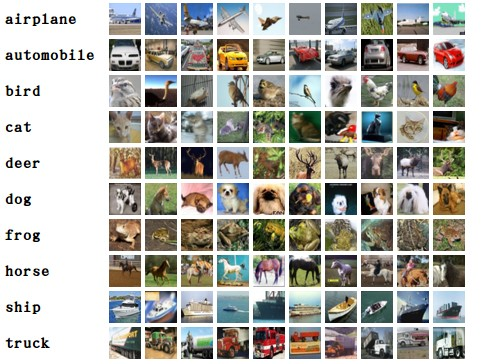 airplane
automobile
bird
cat
deer
dog
frog
horse
ship
truck